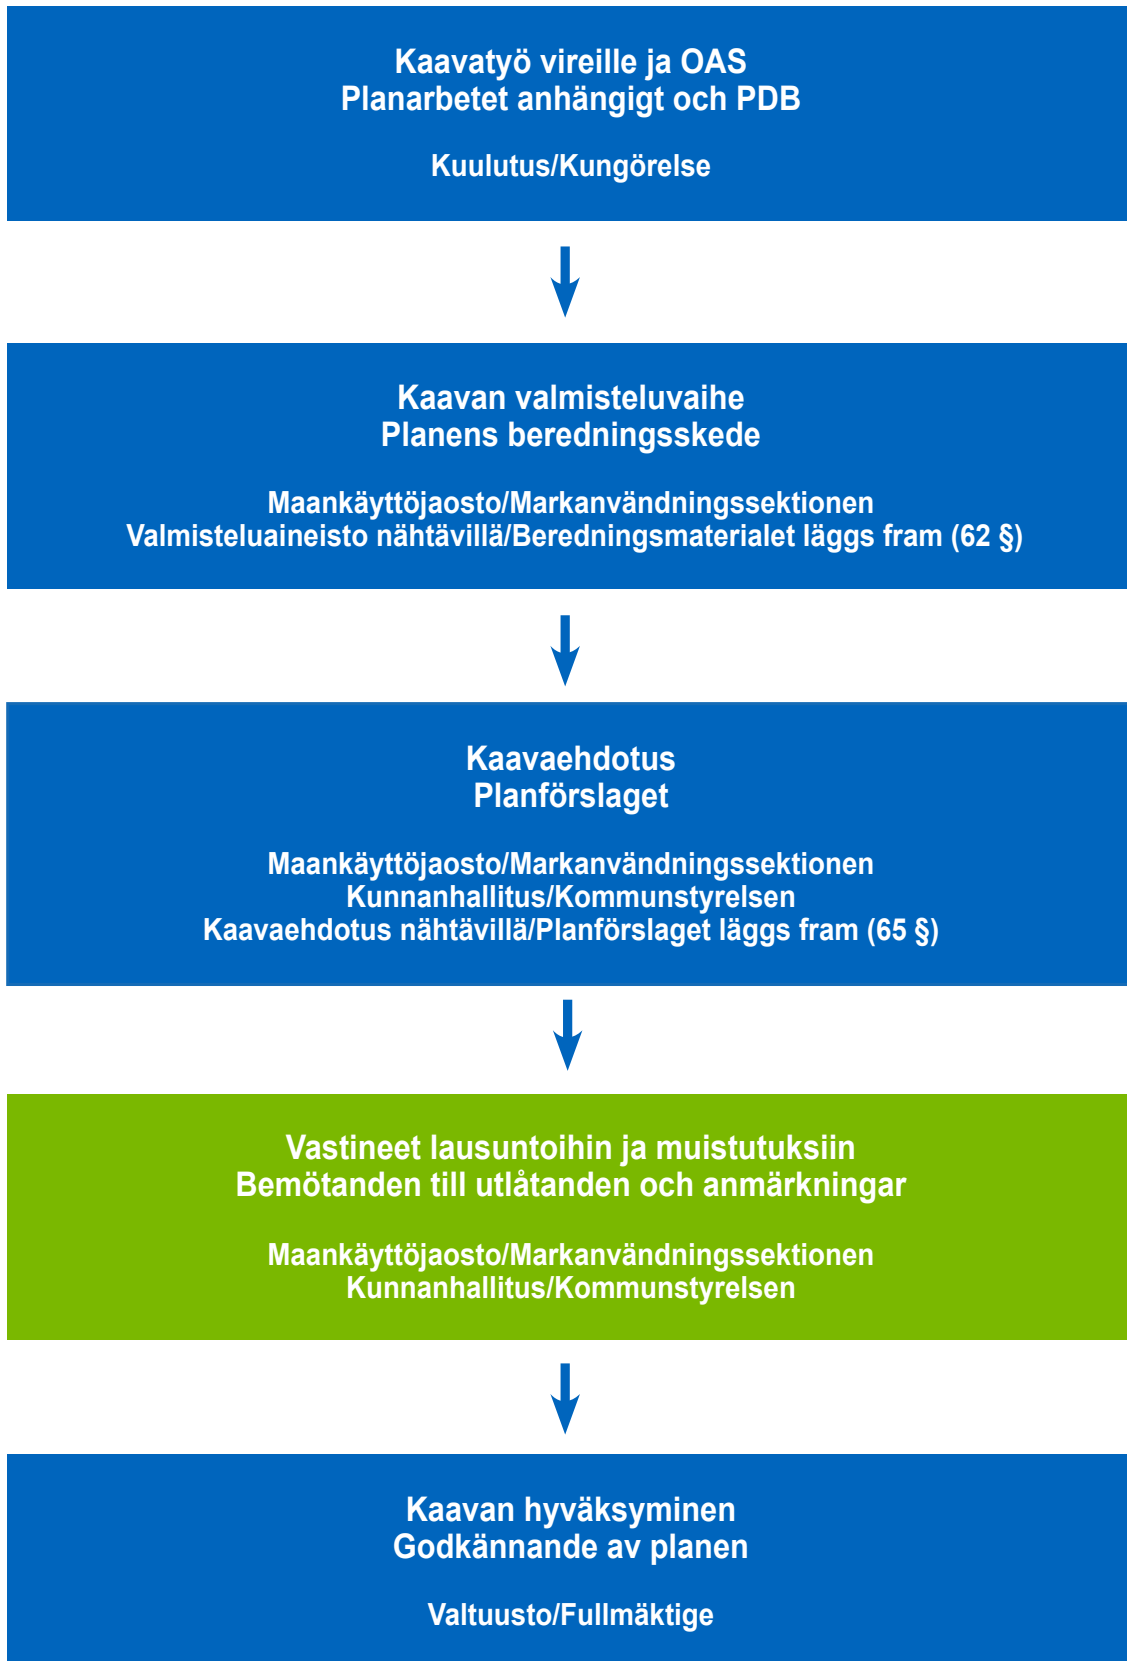 Kaavatyö vireille ja OAS
Planarbetet anhängigt och PDB
Kuulutus/Kungörelse
Kaavan valmisteluvaihe
Planens beredningsskede
Maankäyttöjaosto/Markanvändningssektionen
Valmisteluaineisto nähtävillä/Beredningsmaterialet läggs fram (62 §)
Kaavaehdotus
Planförslaget
Maankäyttöjaosto/Markanvändningssektionen
Kunnanhallitus/Kommunstyrelsen
Kaavaehdotus nähtävillä/Planförslaget läggs fram (65 §)
Vastineet lausuntoihin ja muistutuksiin
Bemötanden till utlåtanden och anmärkningar
Maankäyttöjaosto/Markanvändningssektionen
Kunnanhallitus/Kommunstyrelsen
Kaavan hyväksyminen
Godkännande av planen
Valtuusto/Fullmäktige